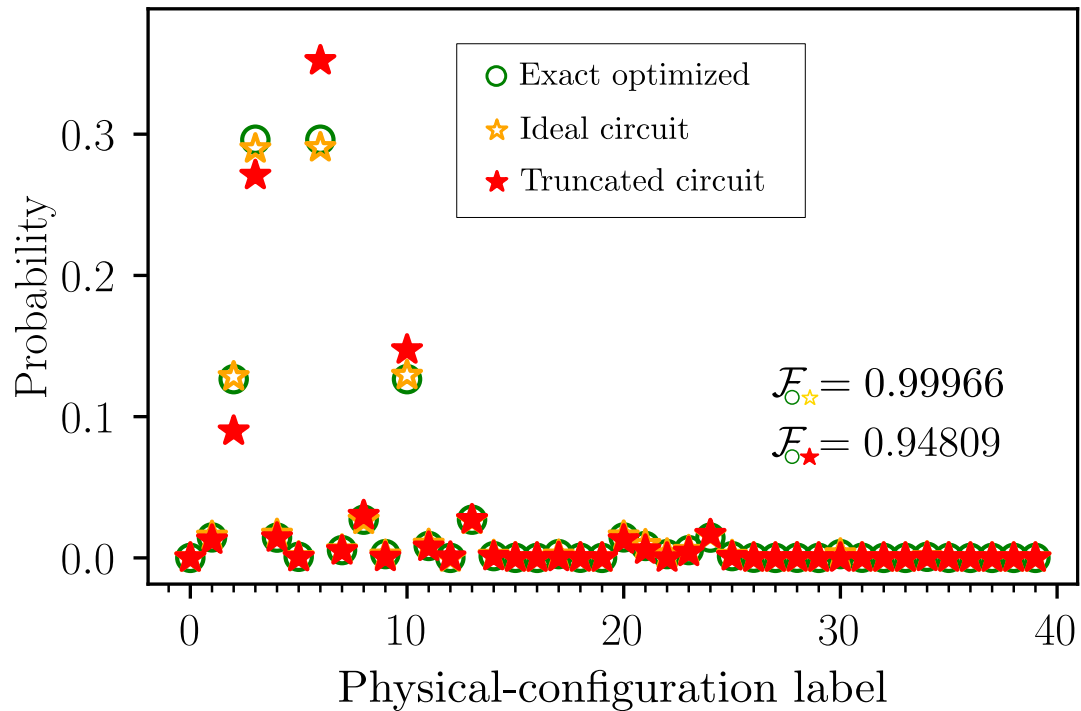 Exact optimized
Ideal circuit
Truncated circuit
0.3
0.2
0.1
0.0
Probability
ℱ○☆ = 0.99966
ℱ○★ = 0.94809
0 10 20 30 40
Physical-configuration label